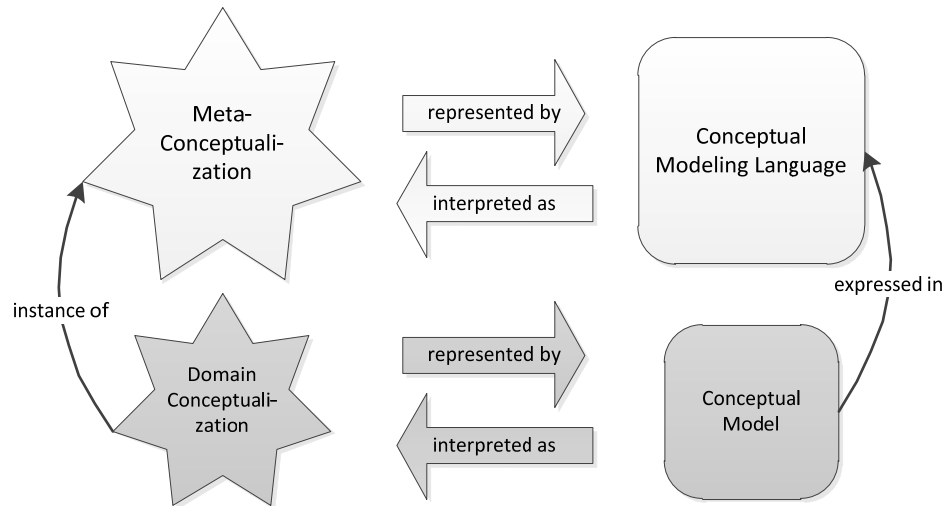 Meta-
Conceptuali-
zation
represented by
Conceptual
Modeling Language
interpreted as
instance of
expressed in
Domain
Conceptuali-
zation
represented by
Conceptual
Model
interpreted as